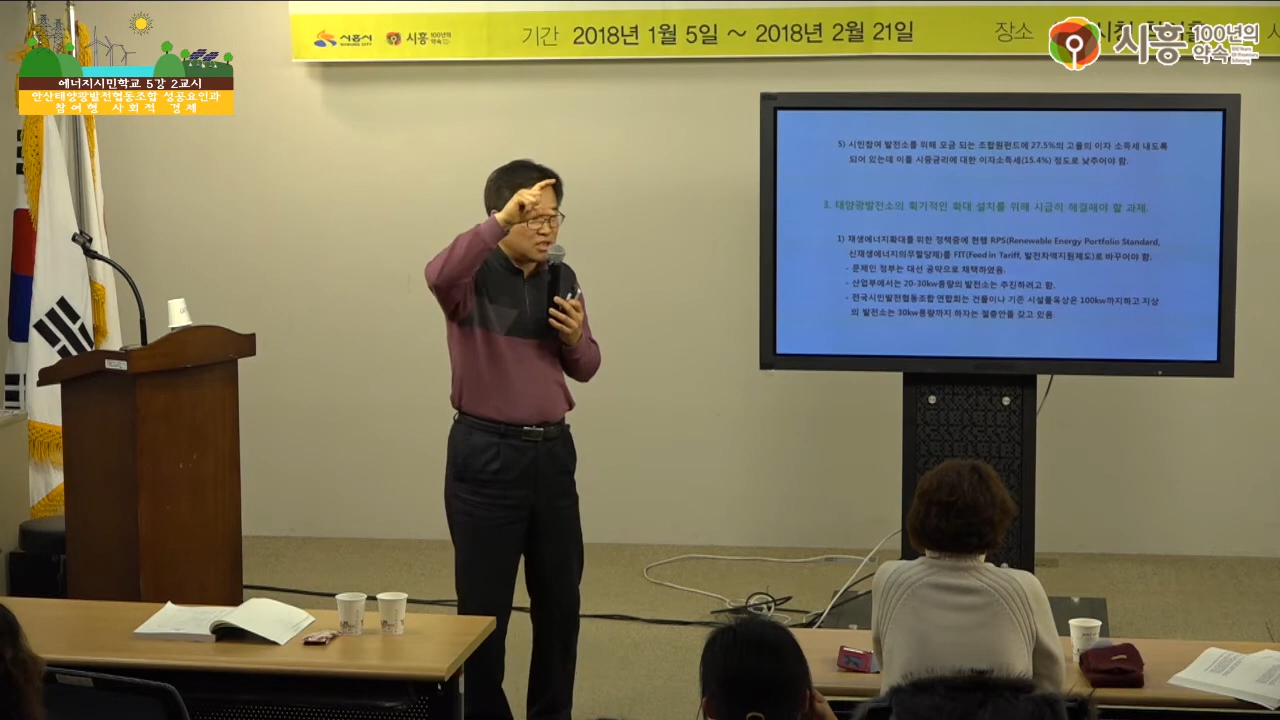 시흥시
SIHEUNG CITY
시흥 100년의 약속
기간 2018년 1월 5일 ~ 2018년 2월 21일
장소
시흥 100년의 약속
에너지시민학교 5강 2교시
안산태양광발전협동조합 성공요인과
참여형 사회적 경제
5) 시민참여 발전소를 위해 모금 되는 조합원펀드에 27.5%의 고율의 이자 소득세 내도록
되어 있는데 이를 시중금리에 대한 이자소득세(15.4%) 정도로 낮추어야 함.
3. 태양광발전소의 획기적인 확대 설치를 위해 시급히 해결해야 할 과제.
1) 재생에너지확대를 위한 정책중에 현행 RPS(Renewable Energy Portfolio Standard,
신재생에너지의무할당제)를 FIT(Feed in Tariff, 발전차액지원제도)로 바꾸어야 함.
- 문재인 정부는 대선 공약으로 채택하였음.
- 산업부에서는 20-30kw용량의 발전소는 추진하려고 함.
- 전국시민발전협동조합 연합회는 건물이나 기존 시설물옥상은 100kw까지하고 지상
의 발전소는 30kw용량까지 하자는 절충안을 갖고 있음